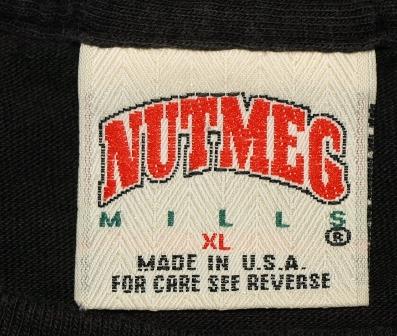 NUTMEG
MILLS®
XL
MADE IN U.S.A.
FOR CARE SEE REVERSE